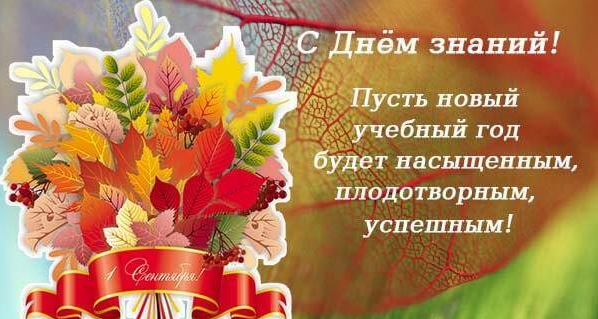 С Днём знаний!
Пусть новый
учебный год
будет насыщенным,
плодотворным,
успешным!
1 Сентября!